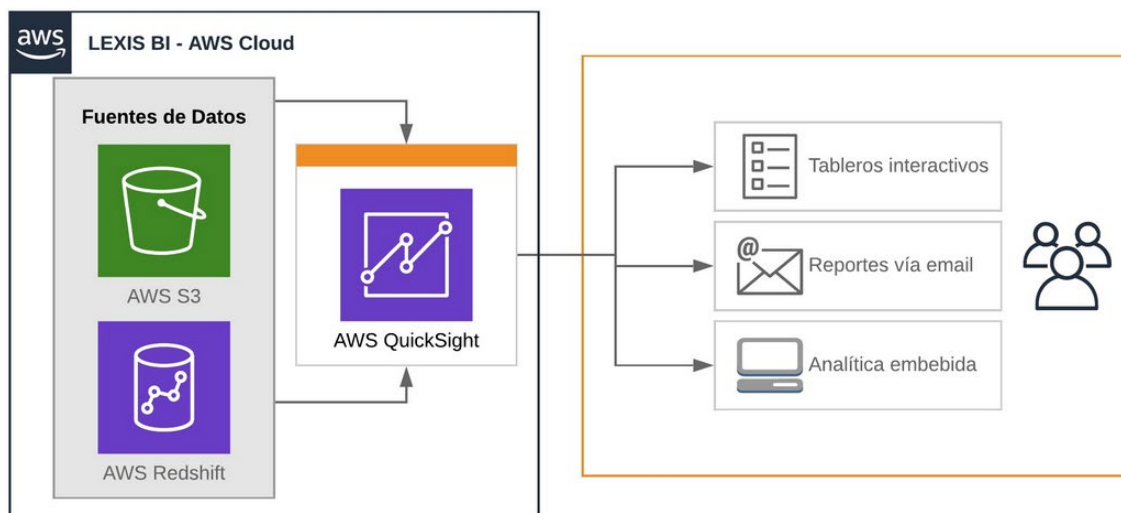 aws
LEXIS BI - AWS Cloud
Fuentes de Datos
AWS S3
AWS Redshift
AWS QuickSight
Tableros interactivos
@
Reportes vía email
Analítica embebida